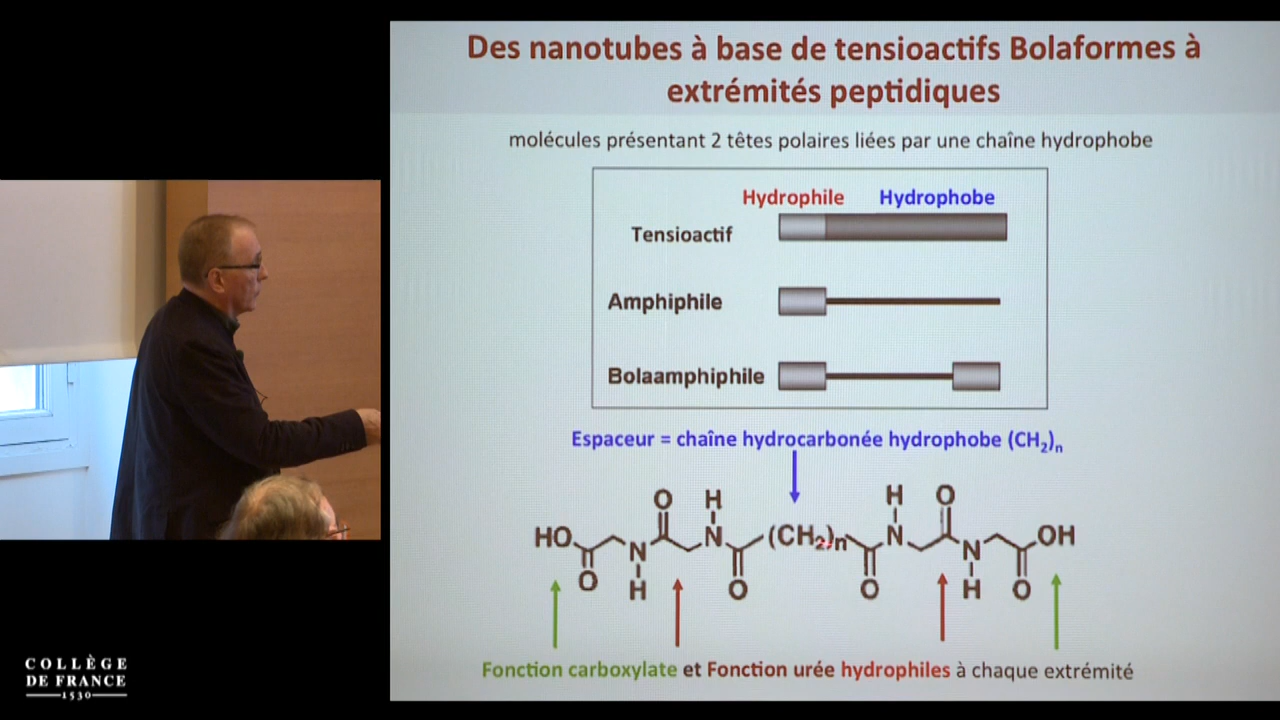 Des nanotubes à base de tensioactifs Bolaformes à
extrémités peptidiques
molécules présentant 2 têtes polaires liées par une chaîne hydrophobe
Hydrophile Hydrophobe
Tensioactif
Amphiphile
Bolaamphiphile
Espaceur = chaîne hydrocarbonée hydrophobe (CH₂)ₙ
O H H O
HO N (CH₂)n N OH
O N O O N O
H H
Fonction carboxylate et Fonction urée hydrophiles à chaque extrémité
COLLÈGE
DE FRANCE
1530